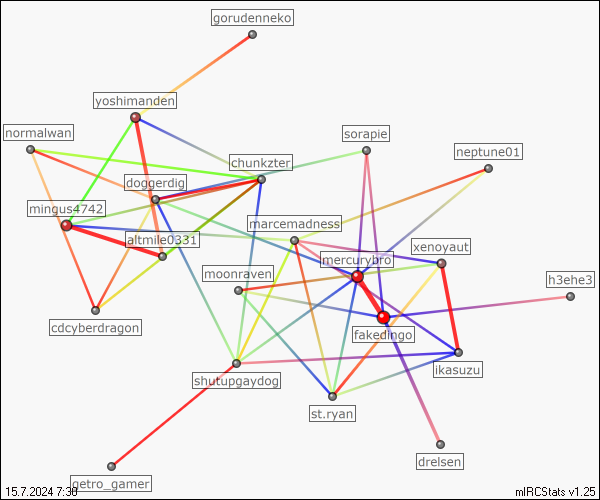 gorudenneko
yoshimanden
normalwan
sorapie
neptune01
chunkzter
doggerdig
mingus4742
marcemadness
altmile0331
xenoyaut
mercurybro
moonraven
h3ehe3
cdcyberdragon
fakedingo
ikasuzu
shutupgaydog
st.ryan
drelsen
getro_gamer
15.7.2024 7:30
mIRCStats v1.25